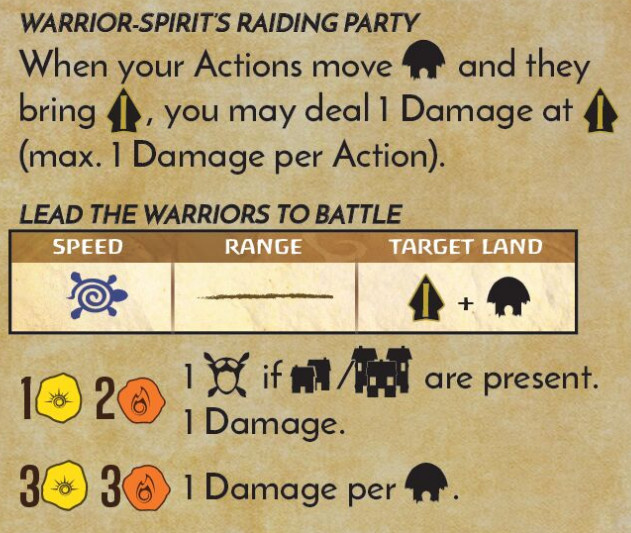 WARRIOR-SPIRIT'S RAIDING PARTY
When your Actions move and they
bring , you may deal 1 Damage at
(max. 1 Damage per Action).
LEAD THE WARRIORS TO BATTLE
SPEED RANGE TARGET LAND
+
1 2 1 if / are present.
1 Damage.
3 3 1 Damage per .